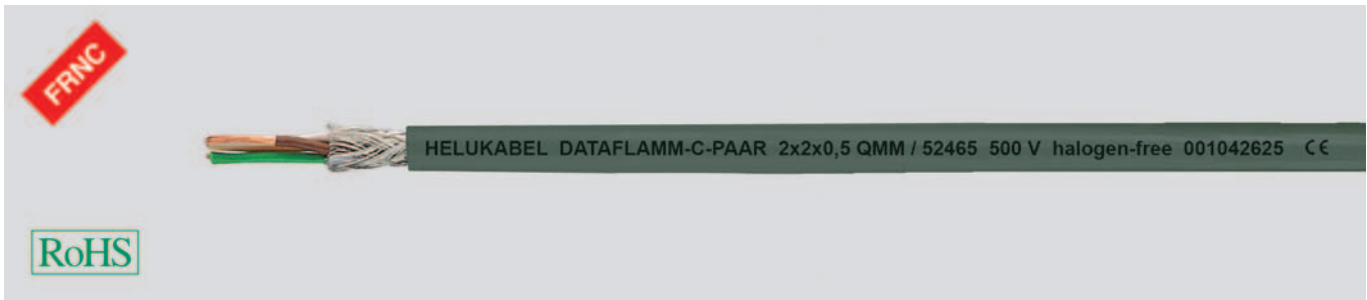 FRNC
HELUKABEL DATAFLAMM-C-PAAR 2x2x0,5 QMM / 52465 500 V halogen-free 001042625 CE
RoHS